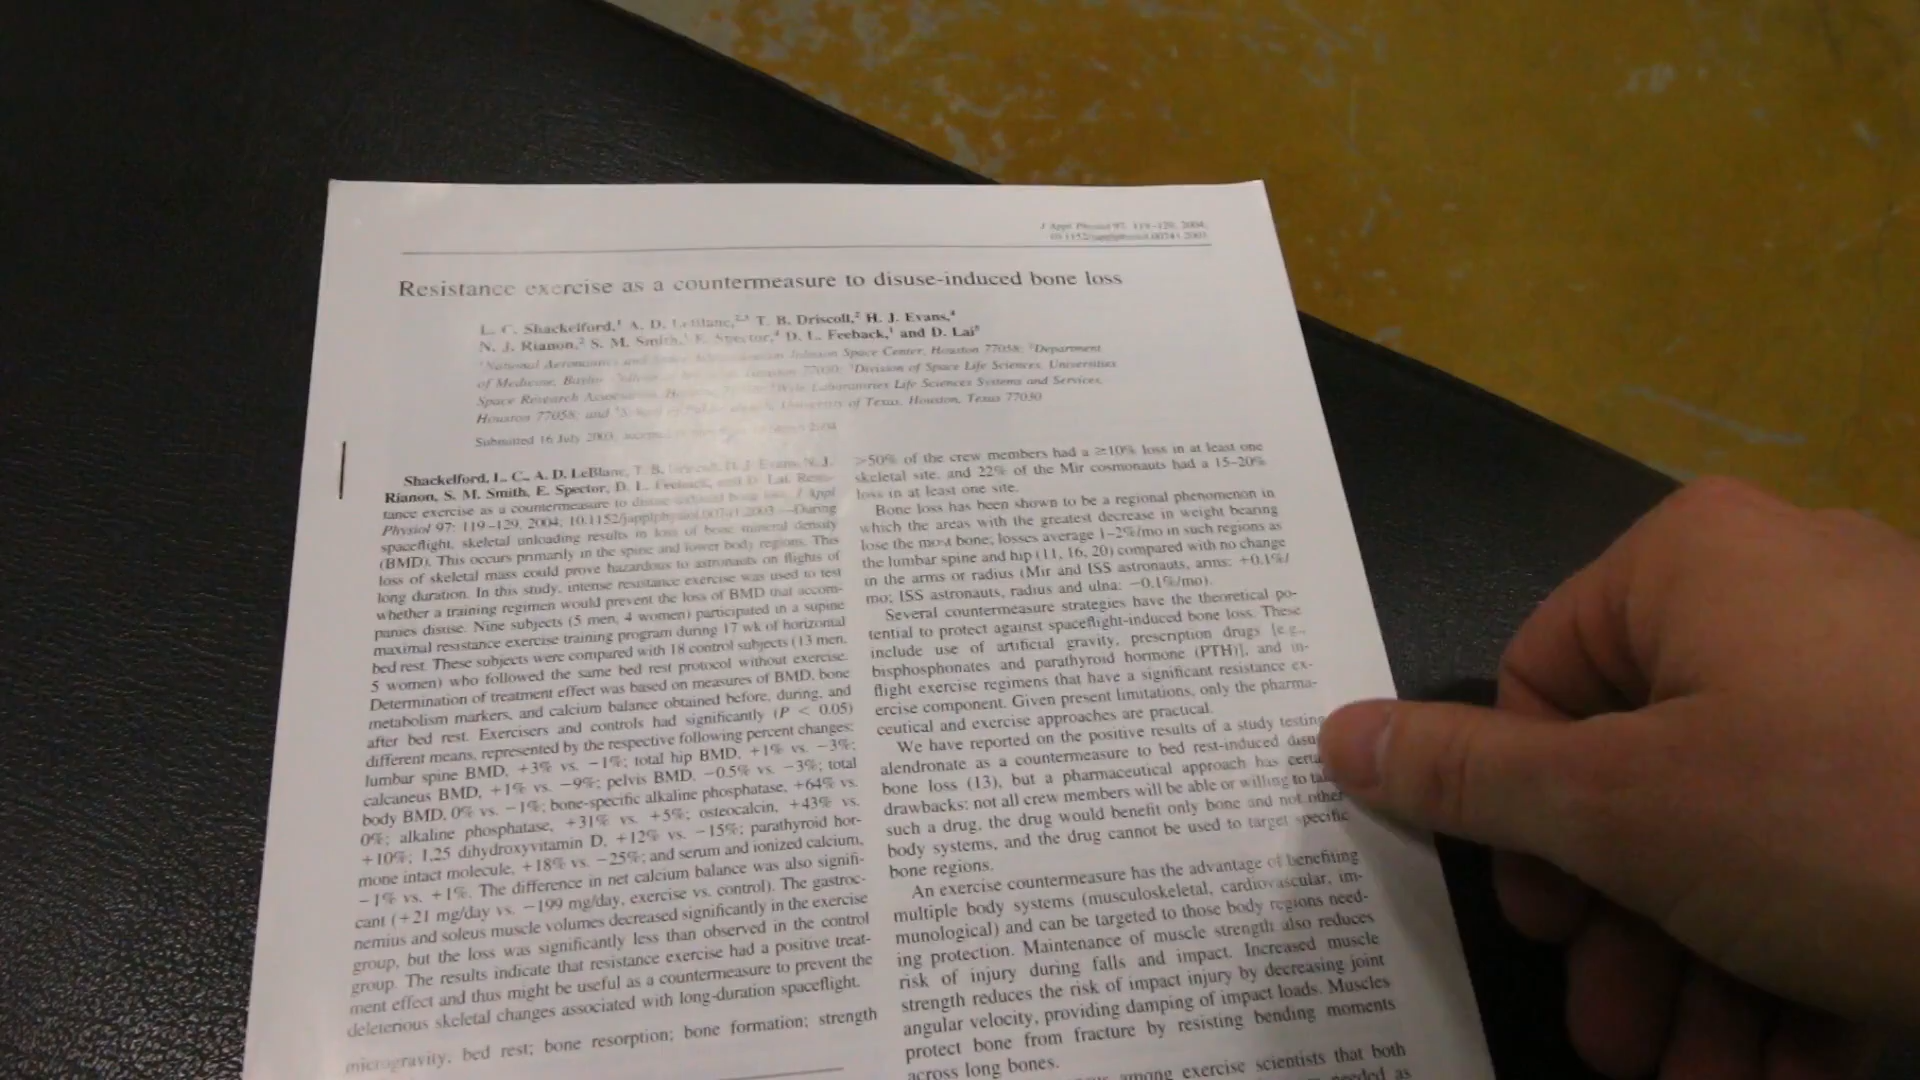 J Appl Physiol 97: 119–129, 2004;
10.1152/japplphysiol.00741.2003.
Resistance exercise as a countermeasure to disuse-induced bone loss
L. C. Shackelford,1 A. D. LeBlanc,2,3 T. B. Driscoll,2 H. J. Evans,4
N. J. Rianon,2 S. M. Smith,1 E. Spector,4 D. L. Feeback,1 and D. Lai5
1National Aeronautics and Space Johnson Space Center, Houston 77058; 2Department
of Medicine, Baylor Houston 77030; 3Division of Space Life Sciences, Universities
Space Research Association, Wyle Laboratories Life Sciences Systems and Services,
Houston 77058; and 5School of University of Texas, Houston, Texas 77030
Submitted 16 July 2003; accepted March 2004
Shackelford, L. C., A. D. LeBlanc, T. B. Driscoll, H. J. Evans, N. J.
Rianon, S. M. Smith, E. Spector, D. L. Feeback, and D. Lai. Resis-
tance exercise as a countermeasure to disuse-induced bone loss. J Appl
Physiol 97: 119–129, 2004; 10.1152/japplphysiol.00741.2003.—During
spaceflight, skeletal unloading results in loss of bone mineral density
(BMD). This occurs primarily in the spine and lower body regions. This
loss of skeletal mass could prove hazardous to astronauts on flights of
long duration. In this study, intense resistance exercise was used to test
whether a training regimen would prevent the loss of BMD that accom-
panies disuse. Nine subjects (5 men, 4 women) participated in a supine
maximal resistance exercise training program during 17 wk of horizontal
bed rest. These subjects were compared with 18 control subjects (13 men,
5 women) who followed the same bed rest protocol without exercise.
Determination of treatment effect was based on measures of BMD, bone
metabolism markers, and calcium balance obtained before, during, and
after bed rest. Exercisers and controls had significantly (P < 0.05)
different means, represented by the respective following percent changes:
lumbar spine BMD, +3% vs. −1%; total hip BMD, +1% vs. −3%;
calcaneus BMD, +1% vs. −9%; pelvis BMD, −0.5% vs. −3%; total
body BMD, 0% vs. −1%; bone-specific alkaline phosphatase, +64% vs.
0%; alkaline phosphatase, +31% vs. +5%; osteocalcin, +43% vs.
+10%; 1,25 dihydroxyvitamin D, +12% vs. −15%; parathyroid hor-
mone intact molecule, +18% vs. −25%; and serum and ionized calcium,
−1% vs. +1%. The difference in net calcium balance was also signifi-
cant (+21 mg/day vs. −199 mg/day, exercise vs. control). The gastroc-
nemius and soleus muscle volumes decreased significantly in the exercise
group, but the loss was significantly less than observed in the control
group. The results indicate that resistance exercise had a positive treat-
ment effect and thus might be useful as a countermeasure to prevent the
deleterious skeletal changes associated with long-duration spaceflight.
microgravity; bed rest; bone resorption; bone formation; strength
>50% of the crew members had a ≥10% loss in at least one
skeletal site, and 22% of the Mir cosmonauts had a 15–20%
loss in at least one site.
Bone loss has been shown to be a regional phenomenon in
which the areas with the greatest decrease in weight bearing
lose the most bone; losses average 1–2%/mo in such regions as
the lumbar spine and hip (11, 16, 20) compared with no change
in the arms or radius (Mir and ISS astronauts, arms: +0.1%/
mo; ISS astronauts, radius and ulna: −0.1%/mo).
Several countermeasure strategies have the theoretical po-
tential to protect against spaceflight-induced bone loss. These
include use of artificial gravity, prescription drugs [e.g.,
bisphosphonates and parathyroid hormone (PTH)], and in-
flight exercise regimens that have a significant resistance ex-
ercise component. Given present limitations, only the pharma-
ceutical and exercise approaches are practical.
We have reported on the positive results of a study testing
alendronate as a countermeasure to bed rest-induced disu
bone loss (13), but a pharmaceutical approach has certa
drawbacks: not all crew members will be able or willing to ta
such a drug, the drug would benefit only bone and not other
body systems, and the drug cannot be used to target specific
bone regions.
An exercise countermeasure has the advantage of benefiting
multiple body systems (musculoskeletal, cardiovascular, im-
munological) and can be targeted to those body regions need-
ing protection. Maintenance of muscle strength also reduces
risk of injury during falls and impact. Increased muscle
strength reduces the risk of impact injury by decreasing joint
angular velocity, providing damping of impact loads. Muscles
protect bone from fracture by resisting bending moments
across long bones.
among exercise scientists that both
needed as